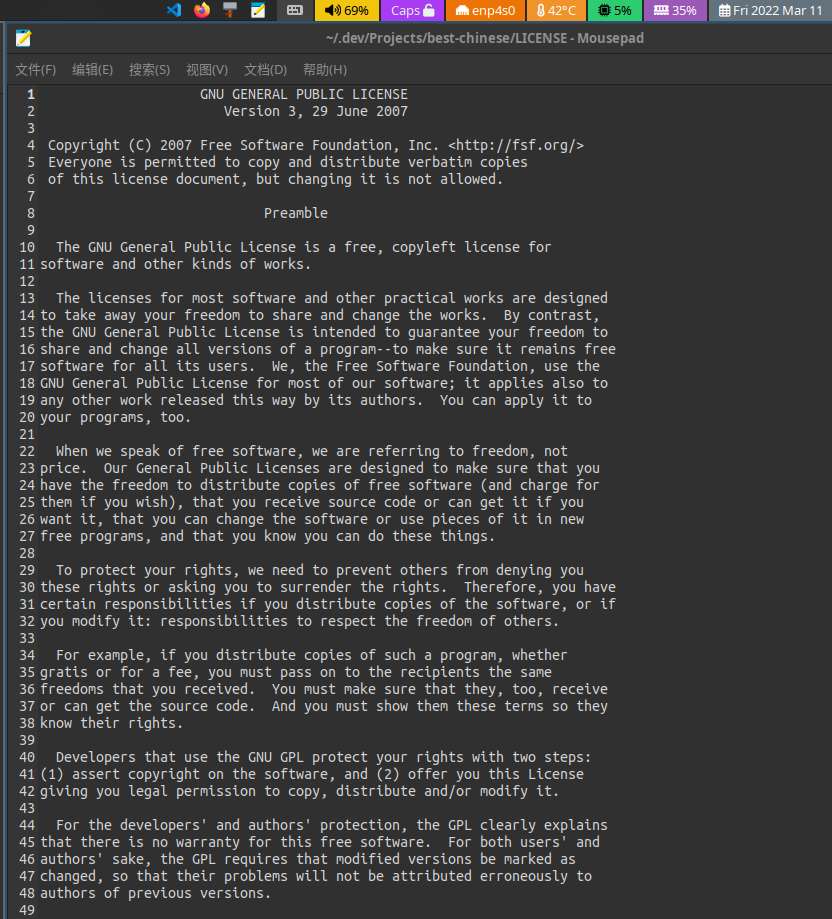 69% Caps enp4s0 42°C 5% 35% Fri 2022 Mar 11
~/.dev/Projects/best-chinese/LICENSE - Mousepad
文件(F) 编辑(E) 搜索(S) 视图(V) 文档(D) 帮助(H)
1 GNU GENERAL PUBLIC LICENSE
2 Version 3, 29 June 2007
3
4 Copyright (C) 2007 Free Software Foundation, Inc. <http://fsf.org/>
5 Everyone is permitted to copy and distribute verbatim copies
6 of this license document, but changing it is not allowed.
7
8 Preamble
9
10 The GNU General Public License is a free, copyleft license for
11 software and other kinds of works.
12
13 The licenses for most software and other practical works are designed
14 to take away your freedom to share and change the works.  By contrast,
15 the GNU General Public License is intended to guarantee your freedom to
16 share and change all versions of a program--to make sure it remains free
17 software for all its users.  We, the Free Software Foundation, use the
18 GNU General Public License for most of our software; it applies also to
19 any other work released this way by its authors.  You can apply it to
20 your programs, too.
21
22 When we speak of free software, we are referring to freedom, not
23 price.  Our General Public Licenses are designed to make sure that you
24 have the freedom to distribute copies of free software (and charge for
25 them if you wish), that you receive source code or can get it if you
26 want it, that you can change the software or use pieces of it in new
27 free programs, and that you know you can do these things.
28
29 To protect your rights, we need to prevent others from denying you
30 these rights or asking you to surrender the rights.  Therefore, you have
31 certain responsibilities if you distribute copies of the software, or if
32 you modify it: responsibilities to respect the freedom of others.
33
34 For example, if you distribute copies of such a program, whether
35 gratis or for a fee, you must pass on to the recipients the same
36 freedoms that you received.  You must make sure that they, too, receive
37 or can get the source code.  And you must show them these terms so they
38 know their rights.
39
40 Developers that use the GNU GPL protect your rights with two steps:
41 (1) assert copyright on the software, and (2) offer you this License
42 giving you legal permission to copy, distribute and/or modify it.
43
44 For the developers' and authors' protection, the GPL clearly explains
45 that there is no warranty for this free software.  For both users' and
46 authors' sake, the GPL requires that modified versions be marked as
47 changed, so that their problems will not be attributed erroneously to
48 authors of previous versions.
49